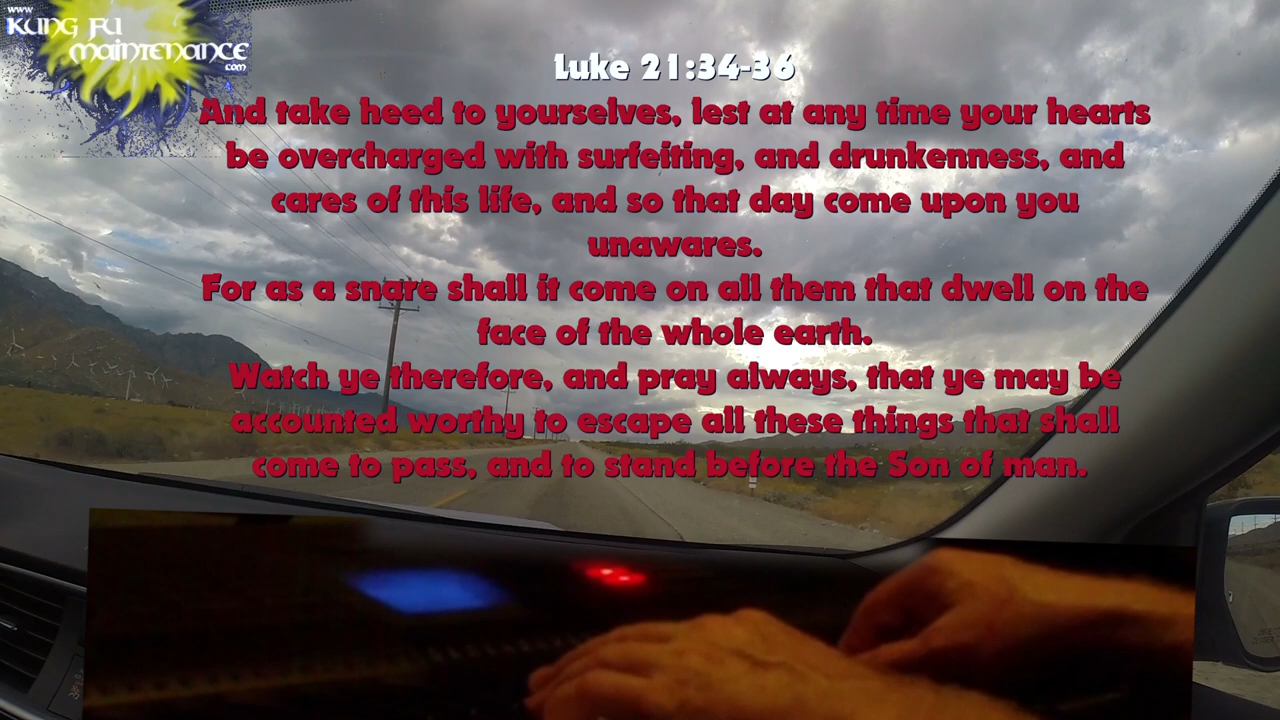 www
Kung Fu
Maintenance
.com
Luke 21:34-36
And take heed to yourselves, lest at any time your hearts
be overcharged with surfeiting, and drunkenness, and
cares of this life, and so that day come upon you
unawares.
For as a snare shall it come on all them that dwell on the
face of the whole earth.
Watch ye therefore, and pray always, that ye may be
accounted worthy to escape all these things that shall
come to pass, and to stand before the Son of man.